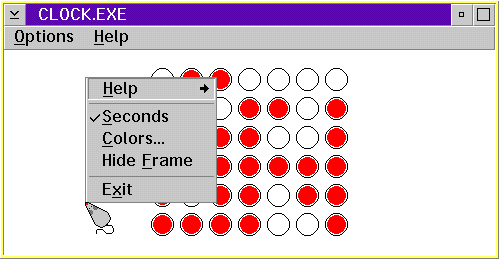 CLOCK.EXE
Options Help
Help
Seconds
Colors...
Hide Frame
Exit